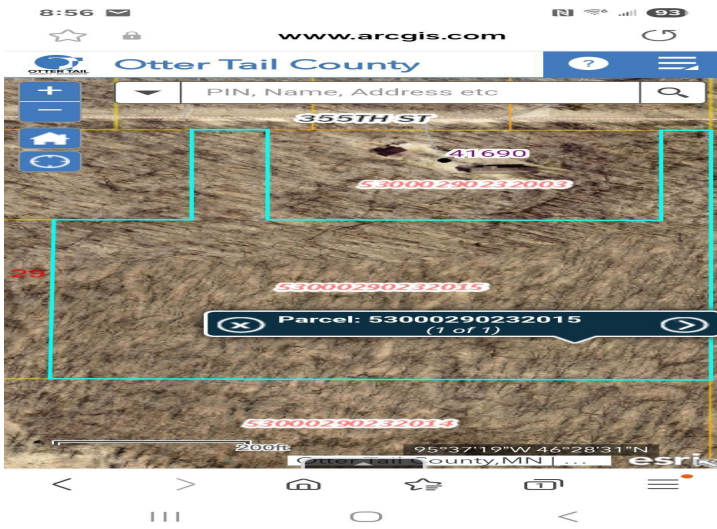 8:56 93
www.arcgis.com
OTTER TAIL
Otter Tail County ?
+
PIN, Name, Address etc
−
355TH ST
41690
53000290232003
29
53000290232015
Parcel: 53000290232015
(1 of 1)
53000290232014
200ft
95°37'19"W 46°28'31"N
Otter Tail County,MN | ...
esri
1